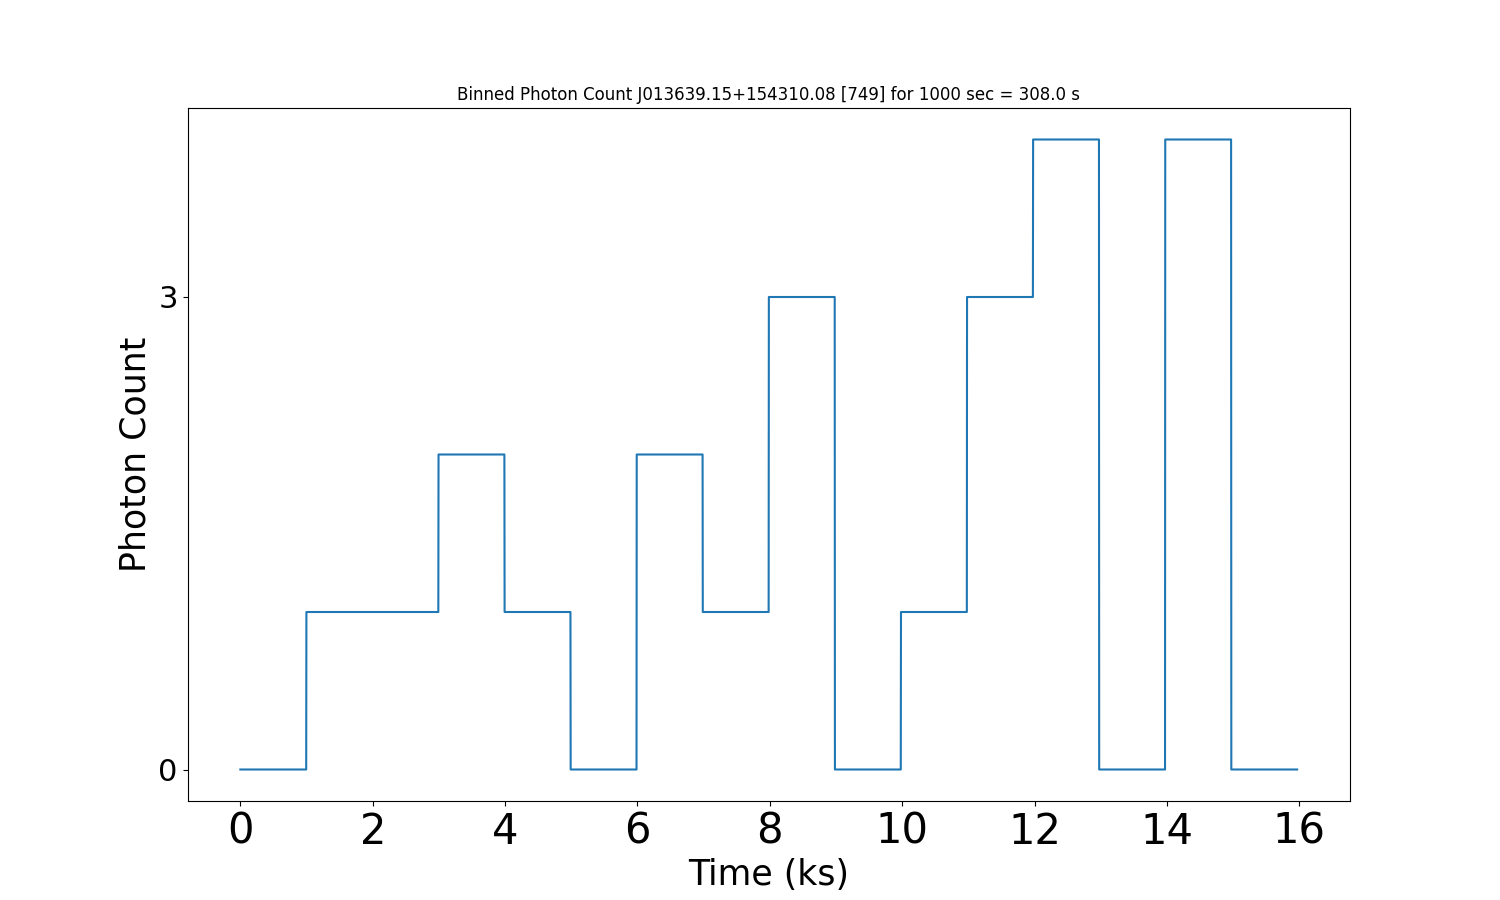 Binned Photon Count J013639.15+154310.08 [749] for 1000 sec = 308.0 s
3
Photon Count
0
0 2 4 6 8 10 12 14 16
Time (ks)